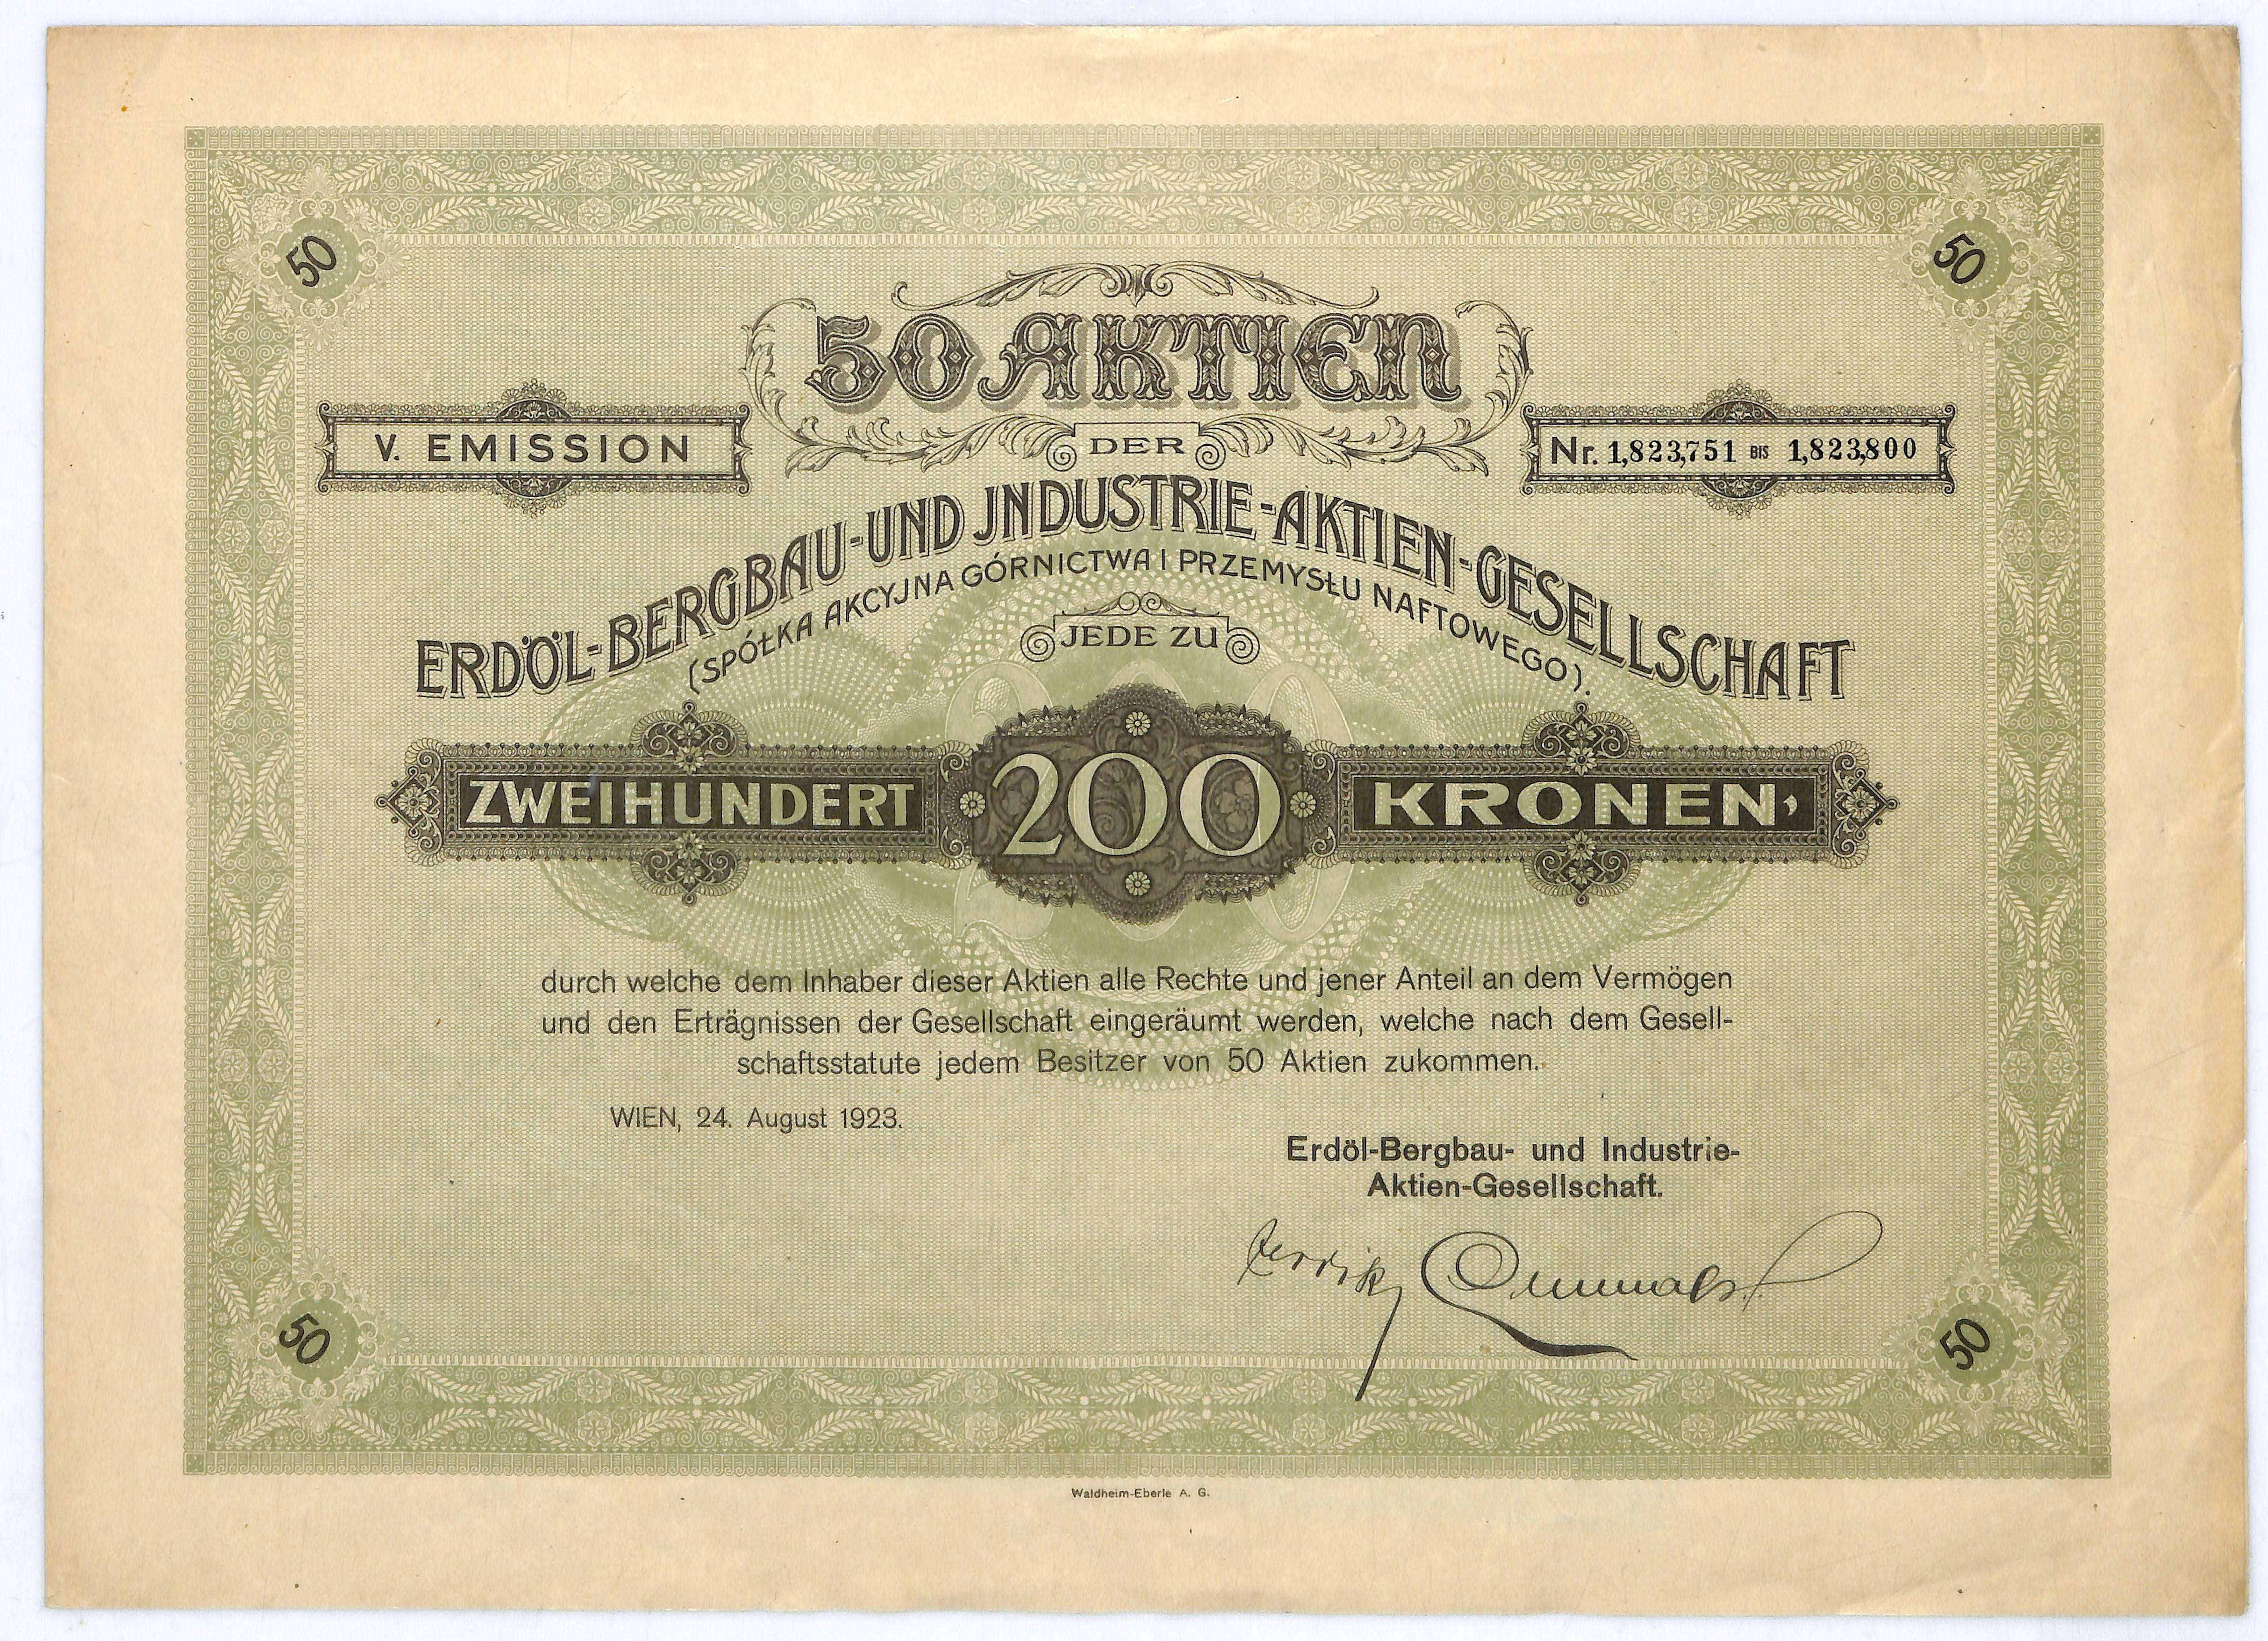 50
50
50 AKTIEN
V. EMISSION
DER
Nr. 1,823,751 BIS 1,823,800
ERDÖL-BERGBAU-UND INDUSTRIE-AKTIEN-GESELLSCHAFT
(SPÓŁKA AKCYJNA GÓRNICTWA I PRZEMYSŁU NAFTOWEGO).
JEDE ZU
ZWEIHUNDERT 200 KRONEN,
durch welche dem Inhaber dieser Aktien alle Rechte und jener Anteil an dem Vermögen
und den Erträgnissen der Gesellschaft eingeräumt werden, welche nach dem Gesell-
schaftsstatute jedem Besitzer von 50 Aktien zukommen.
WIEN, 24. August 1923.
Erdöl-Bergbau- und Industrie-
Aktien-Gesellschaft.
50
50
Waldheim-Eberle A. G.